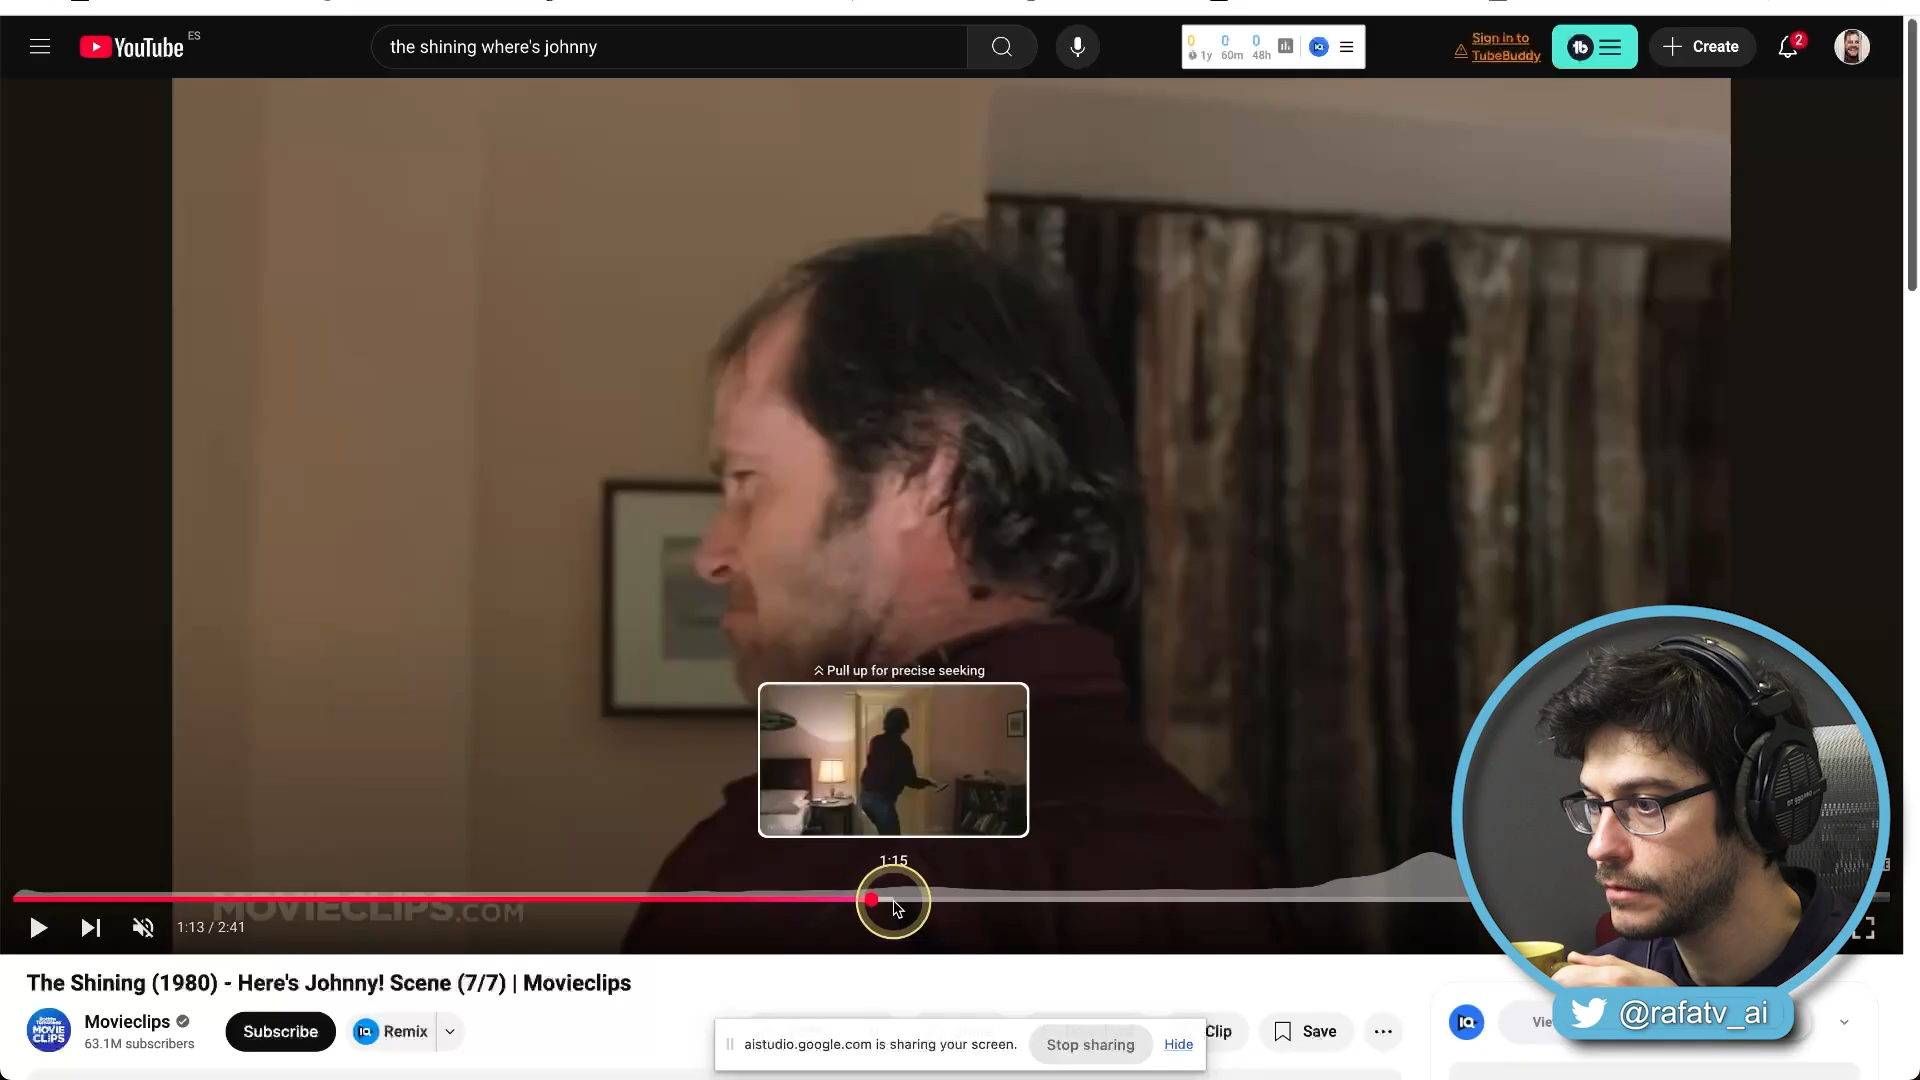 YouTube ES
the shining where's johnny
0 0 0
1y 60m 48h
Sign in to
TubeBuddy
Create
2
Pull up for precise seeking
1:15
MOVIECLIPS.COM
1:13 / 2:41
The Shining (1980) - Here's Johnny! Scene (7/7) | Movieclips
MOVIE
CLIPS
Movieclips
63.1M subscribers
Subscribe
Remix
Clip
Save
aistudio.google.com is sharing your screen.
Stop sharing
Hide
@rafatv_ai